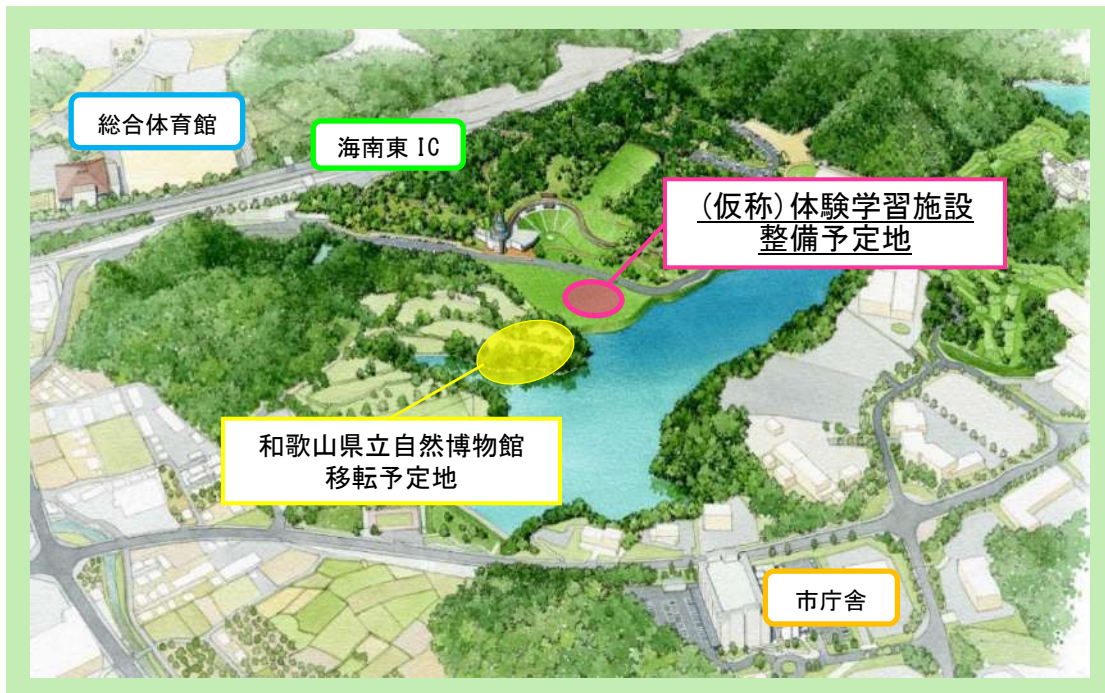 総合体育館
海南東 IC
(仮称)体験学習施設
整備予定地
和歌山県立自然博物館
移転予定地
市庁舎